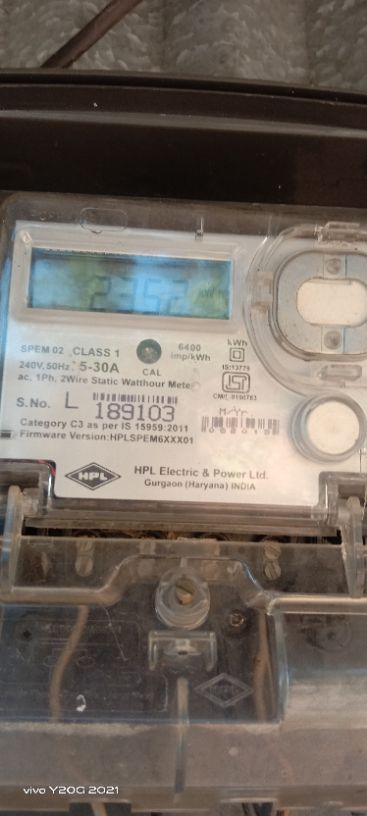 SPEM 02 CLASS 1
240V, 50Hz. 5-30A
ac, 1Ph, 2Wire Static Watthour Meter
CAL
6400
imp/kWh
kWh
IS:13779
S.No. L 189103
Category C3 as per IS 15959:2011
Firmware Version:HPLSPEM6XXX01
HPL
HPL Electric & Power Ltd.
Gurgaon (Haryana) INDIA
vivo Y20G 2021